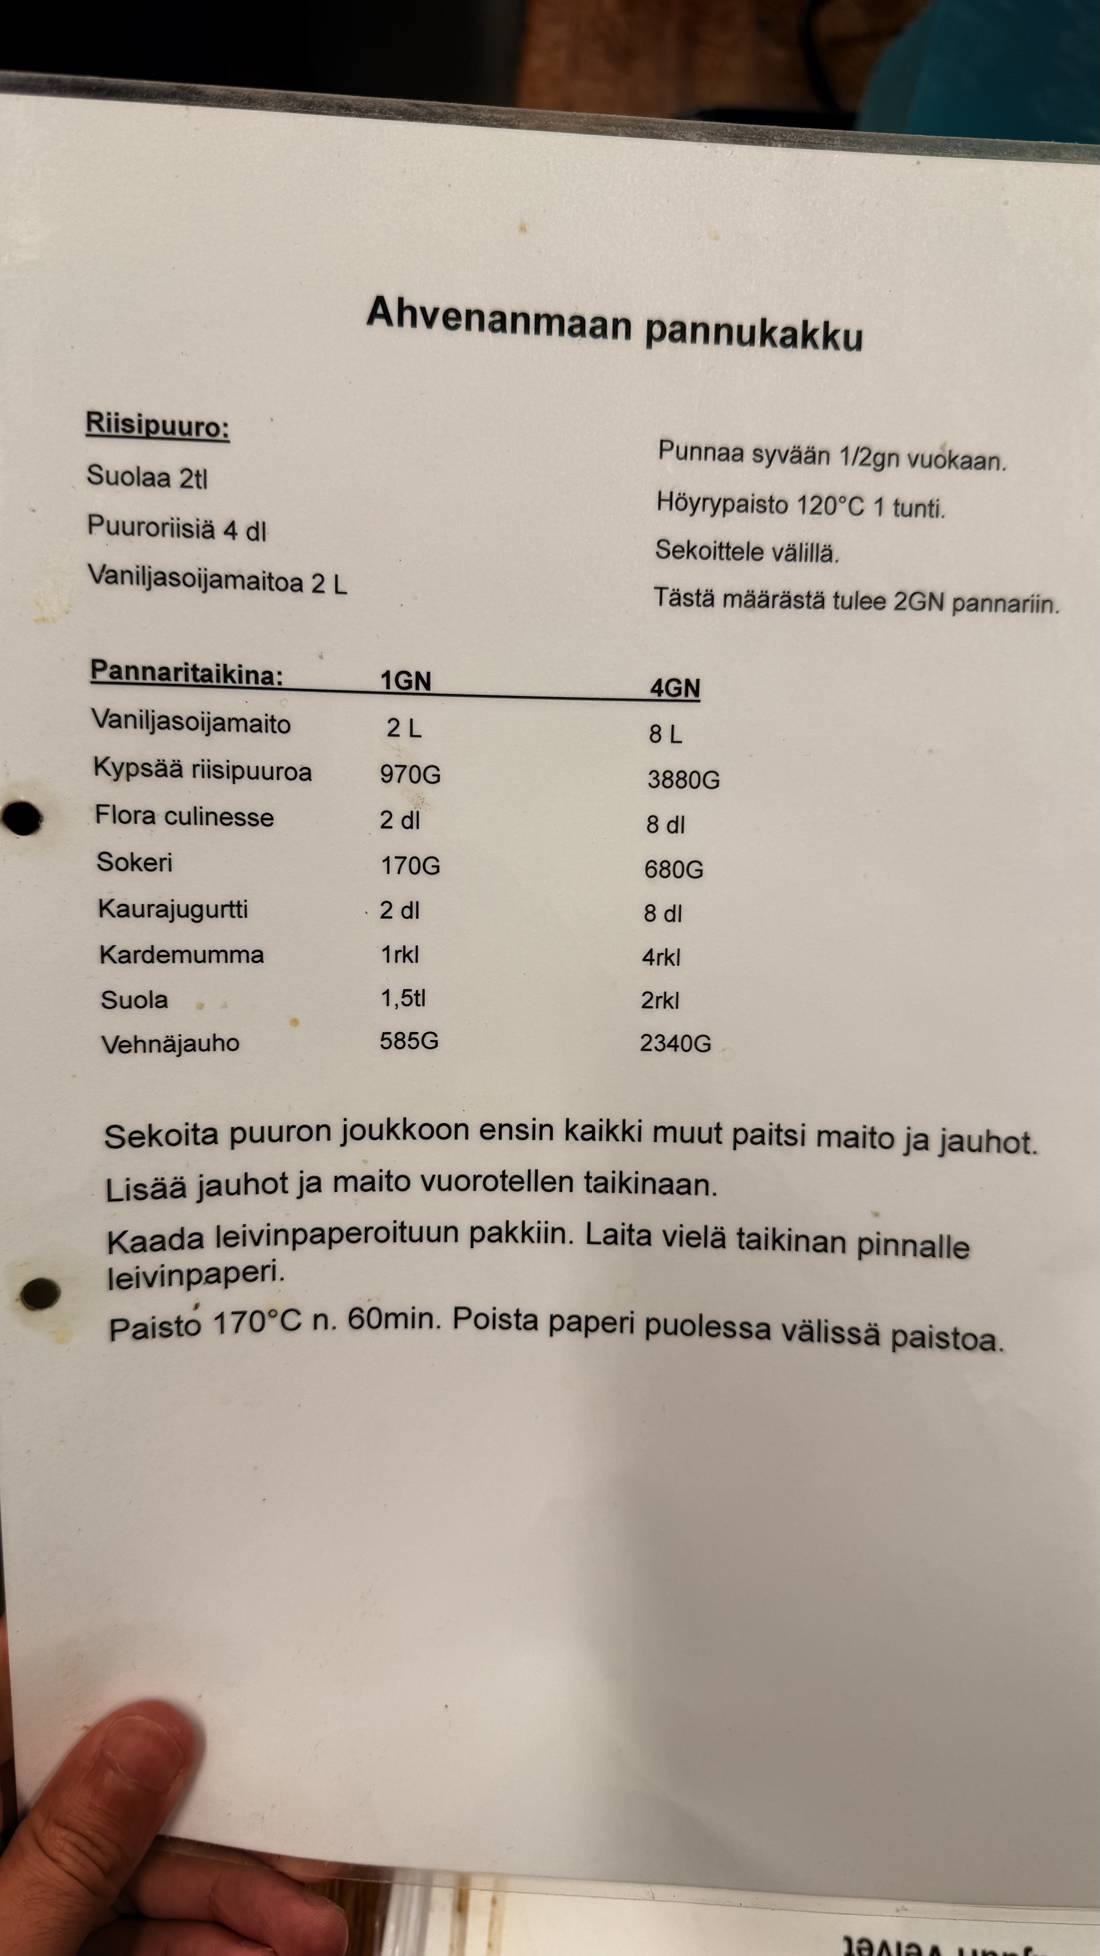 Ahvenanmaan pannukakku
Riisipuuro:
Suolaa 2tl
Puuroriisiä 4 dl
Vaniljasoijamaitoa 2 L
Punnaa syvään 1/2gn vuokaan.
Höyrypaisto 120°C 1 tunti.
Sekoittele välillä.
Tästä määrästä tulee 2GN pannariin.
Pannaritaikina: 1GN 4GN
Vaniljasoijamaito 2 L 8 L
Kypsää riisipuuroa 970G 3880G
Flora culinesse 2 dl 8 dl
Sokeri 170G 680G
Kaurajugurtti 2 dl 8 dl
Kardemumma 1rkl 4rkl
Suola 1,5tl 2rkl
Vehnäjauho 585G 2340G
Sekoita puuron joukkoon ensin kaikki muut paitsi maito ja jauhot.
Lisää jauhot ja maito vuorotellen taikinaan.
Kaada leivinpaperoituun pakkiin. Laita vielä taikinan pinnalle
leivinpaperi.
Paisto 170°C n. 60min. Poista paperi puolessa välissä paistoa.